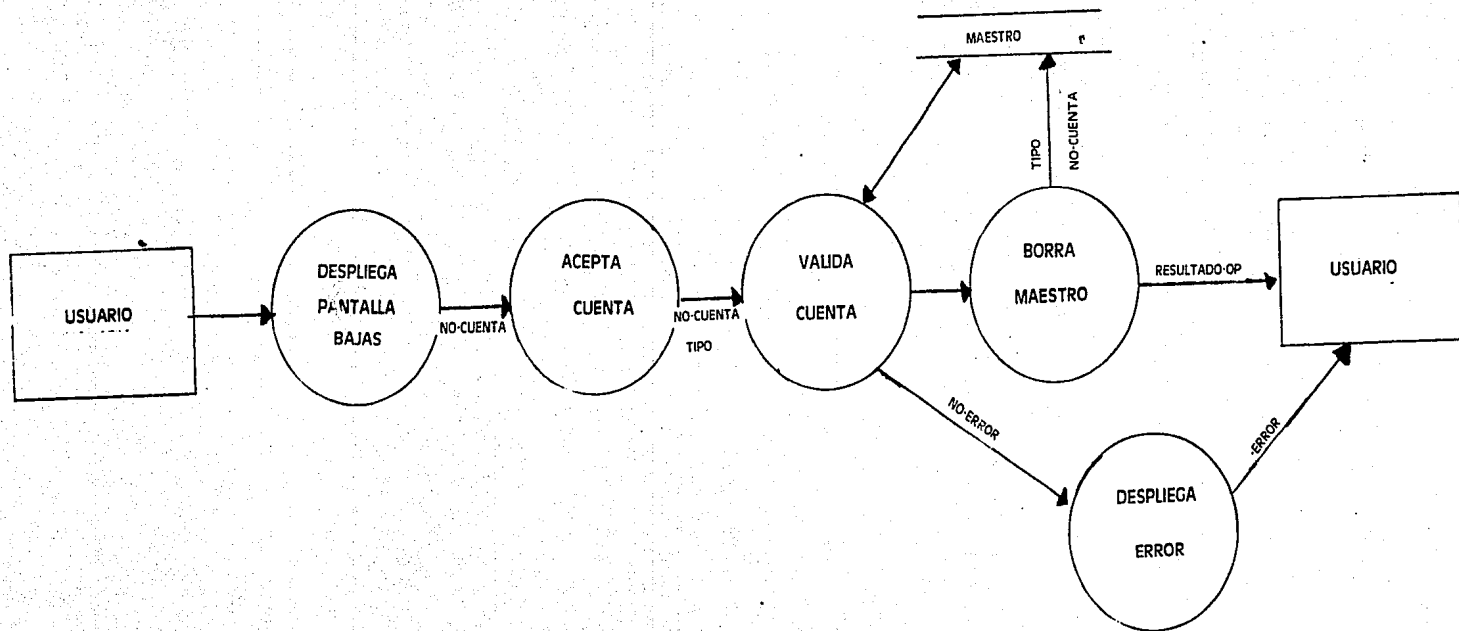 MAESTRO
TIPO
NO-CUENTA
USUARIO
DESPLIEGA
PANTALLA
BAJAS
NO-CUENTA
ACEPTA
CUENTA
NO-CUENTA
TIPO
VALIDA
CUENTA
BORRA
MAESTRO
RESULTADO-OP
USUARIO
NO-ERROR
DESPLIEGA
ERROR
-ERROR